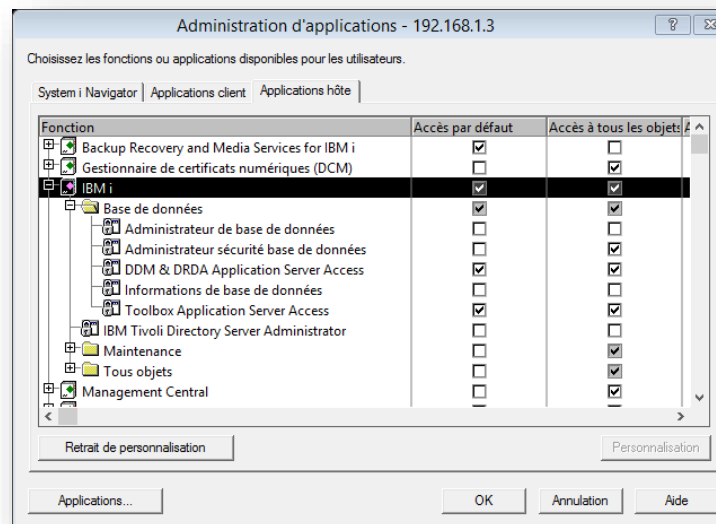 Administration d'applications - 192.168.1.3
Choisissez les fonctions ou applications disponibles pour les utilisateurs.
System i Navigator Applications client Applications hôte
Fonction Accès par défaut Accès à tous les objets
Backup Recovery and Media Services for IBM i
Gestionnaire de certificats numériques (DCM)
IBM i
Base de données
Administrateur de base de données
Administrateur sécurité base de données
DDM & DRDA Application Server Access
Informations de base de données
Toolbox Application Server Access
IBM Tivoli Directory Server Administrator
Maintenance
Tous objets
Management Central
Retrait de personnalisation Personnalisation
Applications... OK Annulation Aide